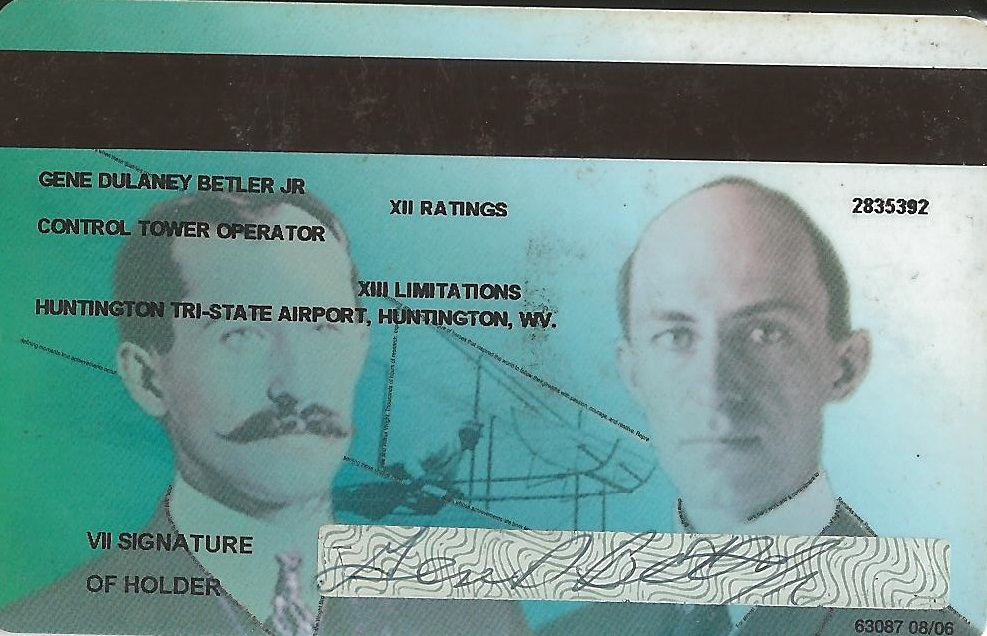 GENE DULANEY BETLER JR
XII RATINGS
2835392
CONTROL TOWER OPERATOR
XIII LIMITATIONS
HUNTINGTON TRI-STATE AIRPORT, HUNTINGTON, WV.
VII SIGNATURE
OF HOLDER
63087 08/06